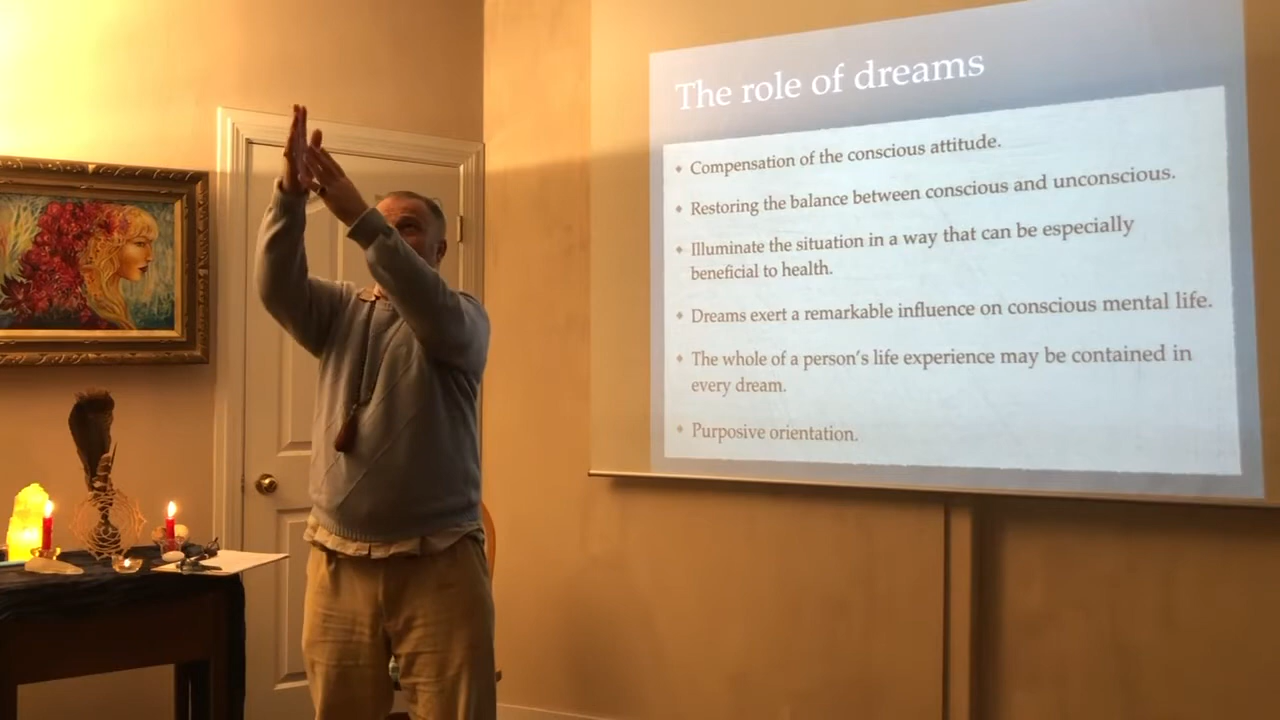 The role of dreams
Compensation of the conscious attitude.
Restoring the balance between conscious and unconscious.
Illuminate the situation in a way that can be especially
beneficial to health.
Dreams exert a remarkable influence on conscious mental life.
The whole of a person's life experience may be contained in
every dream.
Purposive orientation.